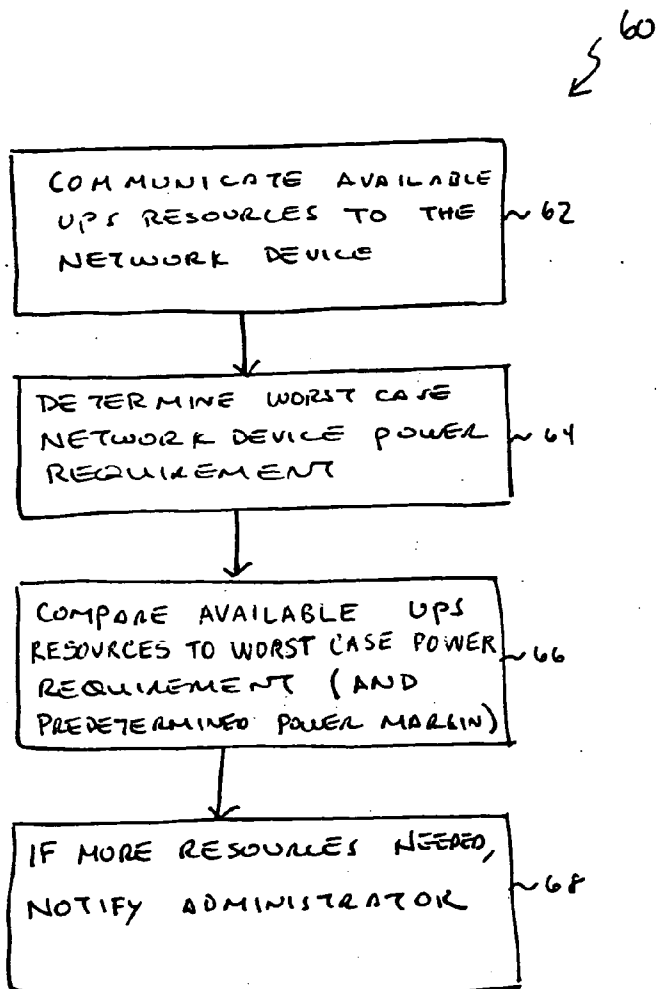 60
COMMUNICATE AVAILABLE
UPS RESOURCES TO THE
NETWORK DEVICE
~62
DETERMINE WORST CASE
NETWORK DEVICE POWER
REQUIREMENT
~64
COMPARE AVAILABLE UPS
RESOURCES TO WORST CASE POWER
REQUIREMENT (AND
PREDETERMINED POWER MARGIN)
~66
IF MORE RESOURCES NEEDED,
NOTIFY ADMINISTRATOR
~68